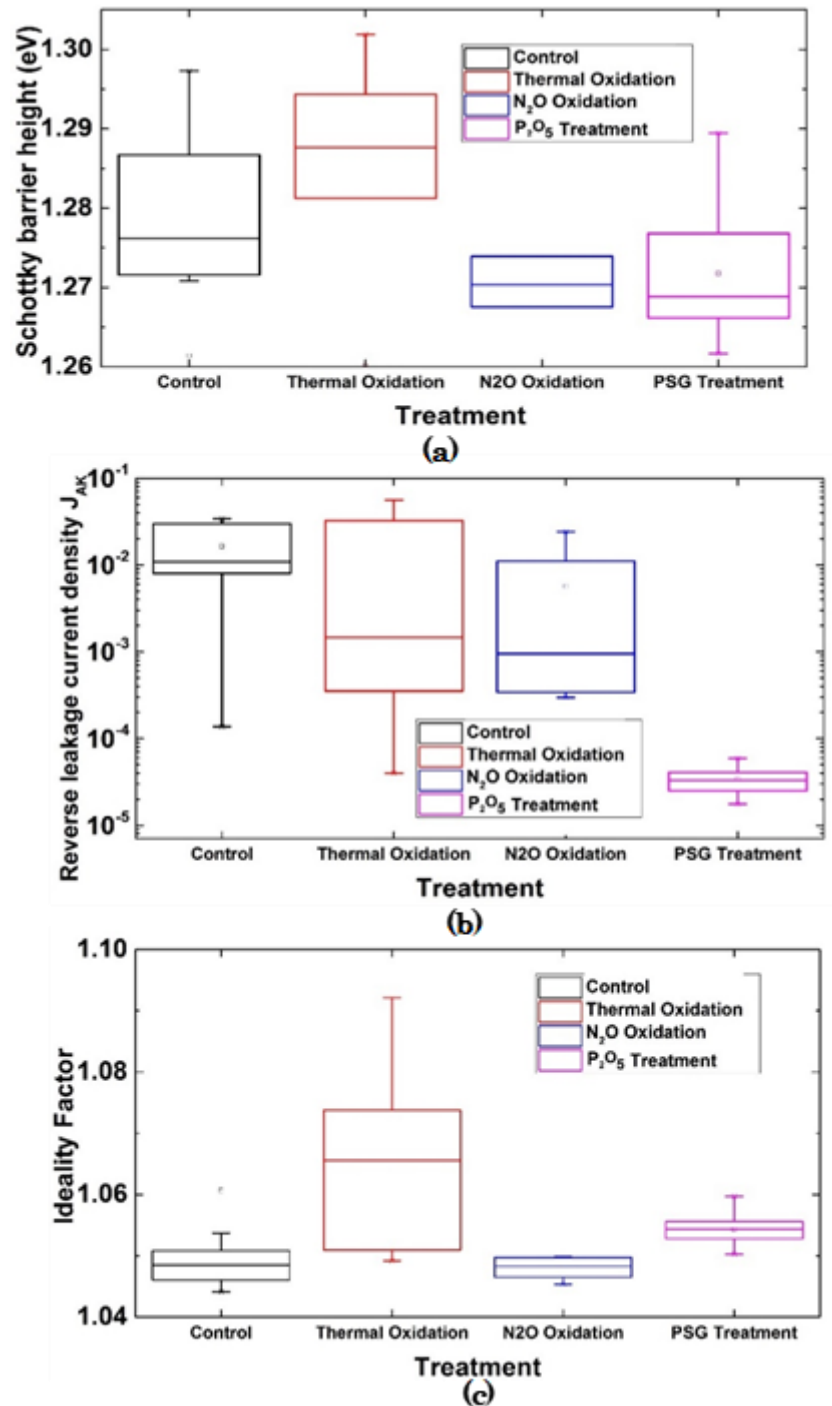 Schottky barrier height (eV)
1.30
1.29
1.28
1.27
1.26
Control
Thermal Oxidation
N₂O Oxidation
P₂O₅ Treatment
Control
Thermal Oxidation
N2O Oxidation
PSG Treatment
Treatment
(a)
Reverse leakage current density J_AK
10⁻¹
10⁻²
10⁻³
10⁻⁴
10⁻⁵
Control
Thermal Oxidation
N₂O Oxidation
P₂O₅ Treatment
Control
Thermal Oxidation
N2O Oxidation
PSG Treatment
Treatment
(b)
Ideality Factor
1.10
1.08
1.06
1.04
Control
Thermal Oxidation
N₂O Oxidation
P₂O₅ Treatment
Control
Thermal Oxidation
N2O Oxidation
PSG Treatment
Treatment
(c)